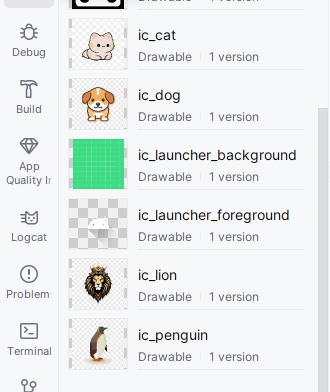 Debug
Build
App
Quality In
Logcat
Problem
Terminal
ic_cat
Drawable | 1 version
ic_dog
Drawable | 1 version
ic_launcher_background
Drawable | 1 version
ic_launcher_foreground
Drawable | 1 version
ic_lion
Drawable | 1 version
ic_penguin
Drawable | 1 version